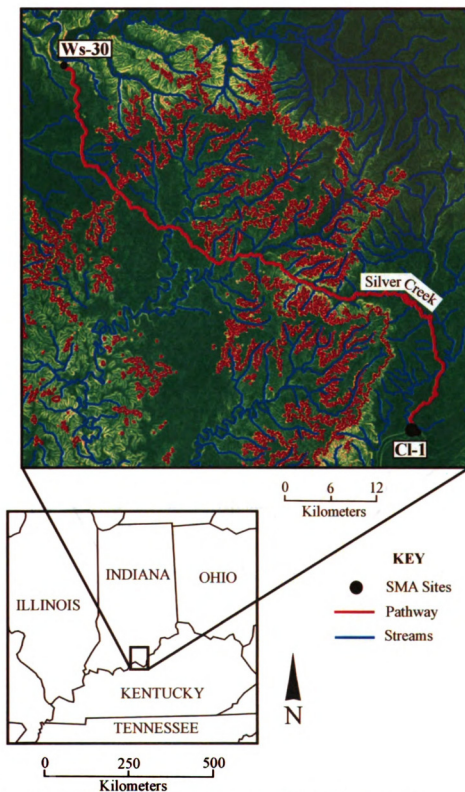 Ws-30
Silver Creek
Cl-1
0 6 12
Kilometers
ILLINOIS
INDIANA
OHIO
KENTUCKY
TENNESSEE
0 250 500
Kilometers
KEY
SMA Sites
Pathway
Streams
N